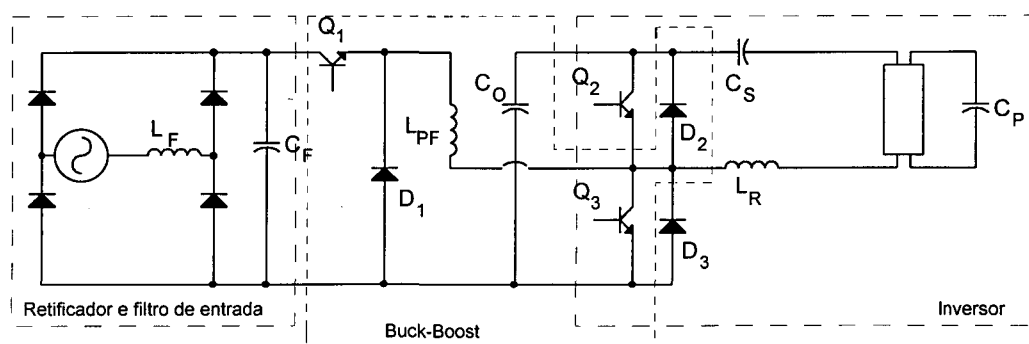 Q1
Q2
CO
CS
LF
CF
LPF
D2
CP
D1
Q3
LR
D3
Retificador e filtro de entrada
Buck-Boost
Inversor